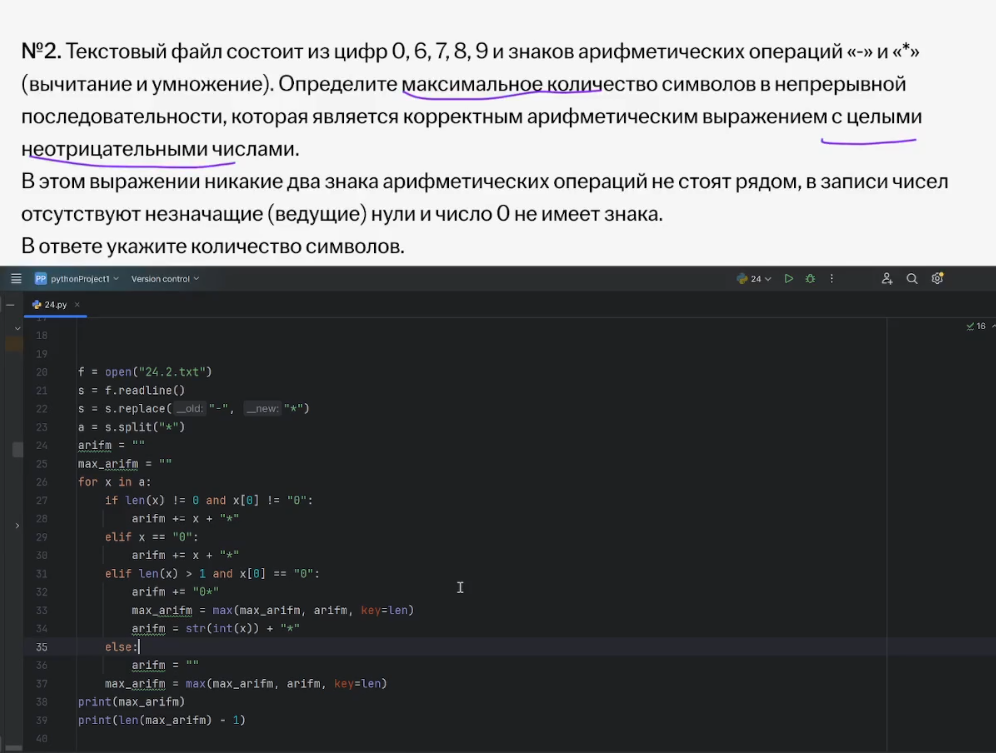 №2. Текстовый файл состоит из цифр 0, 6, 7, 8, 9 и знаков арифметических операций «-» и «*»
(вычитание и умножение). Определите максимальное количество символов в непрерывной
последовательности, которая является корректным арифметическим выражением с целыми
неотрицательными числами.
В этом выражении никакие два знака арифметических операций не стоят рядом, в записи чисел
отсутствуют незначащие (ведущие) нули и число 0 не имеет знака.
В ответе укажите количество символов.
PP pythonProject1 Version control 24
24.py ×
16
18
19
20 f = open("24.2.txt")
21 s = f.readline()
22 s = s.replace( __old: "-", __new: "*")
23 a = s.split("*")
24 arifm = ""
25 max_arifm = ""
26 for x in a:
27 if len(x) != 0 and x[0] != "0":
28 arifm += x + "*"
29 elif x == "0":
30 arifm += x + "*"
31 elif len(x) > 1 and x[0] == "0":
32 arifm += "0*"
33 max_arifm = max(max_arifm, arifm, key=len)
34 arifm = str(int(x)) + "*"
35 else:
36 arifm = ""
37 max_arifm = max(max_arifm, arifm, key=len)
38 print(max_arifm)
39 print(len(max_arifm) - 1)
40